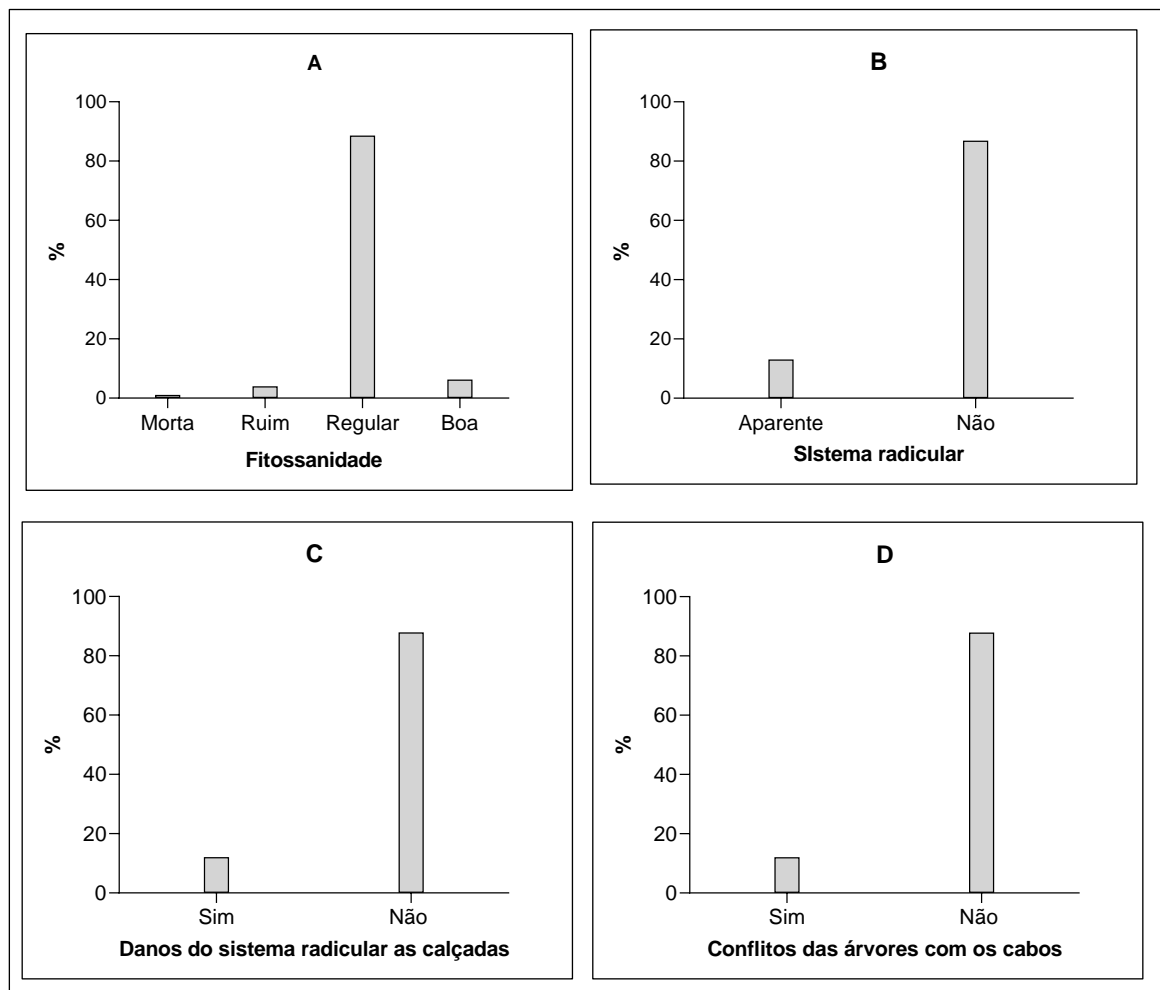 A
%
100
80
60
40
20
0
Morta Ruim Regular Boa
Fitossanidade
B
%
100
80
60
40
20
0
Aparente Não
SIstema radicular
C
%
100
80
60
40
20
0
Sim Não
Danos do sistema radicular as calçadas
D
%
100
80
60
40
20
0
Sim Não
Conflitos das árvores com os cabos